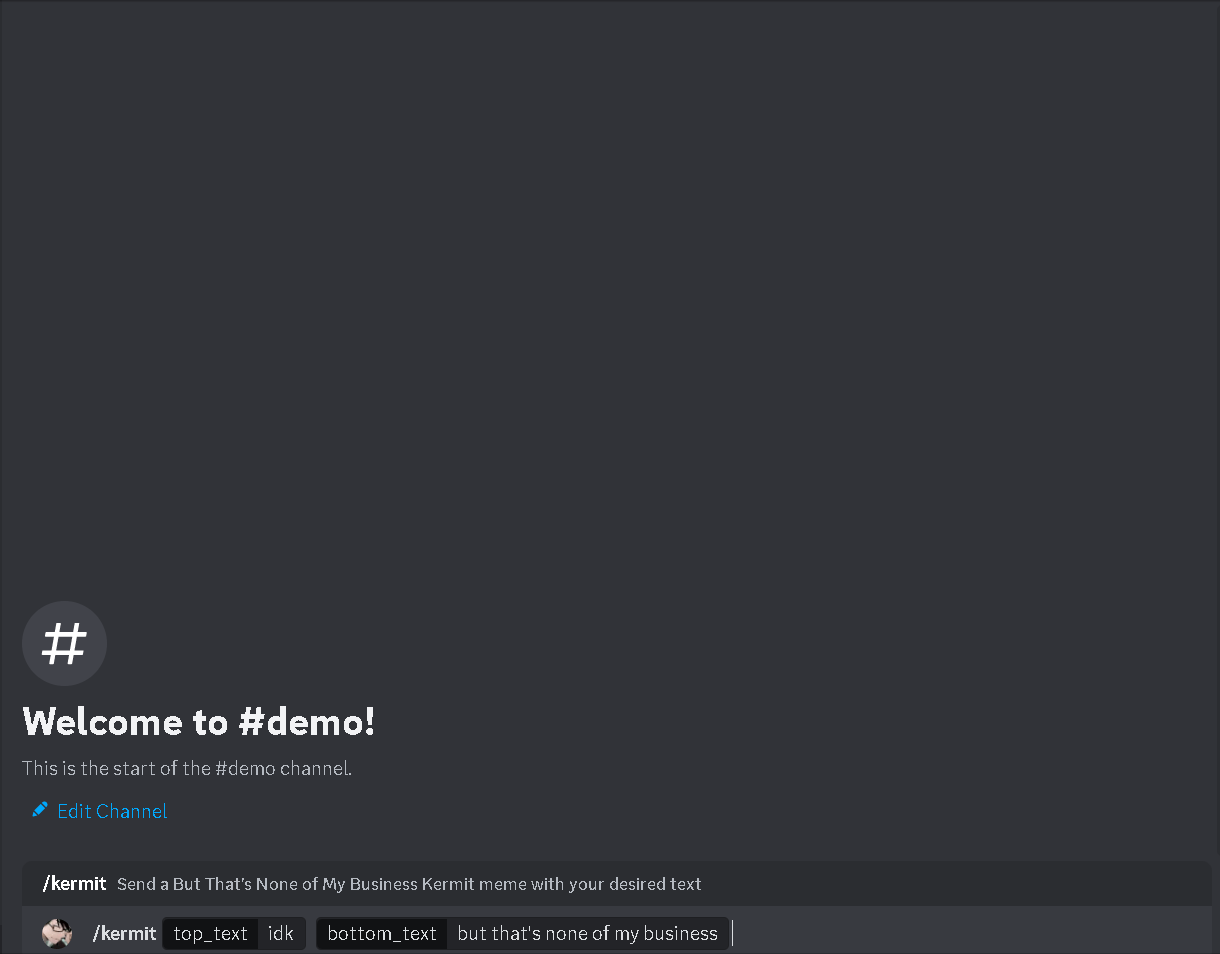 #
Welcome to #demo!
This is the start of the #demo channel.
Edit Channel
/kermit Send a But That's None of My Business Kermit meme with your desired text
/kermit top_text idk bottom_text but that's none of my business